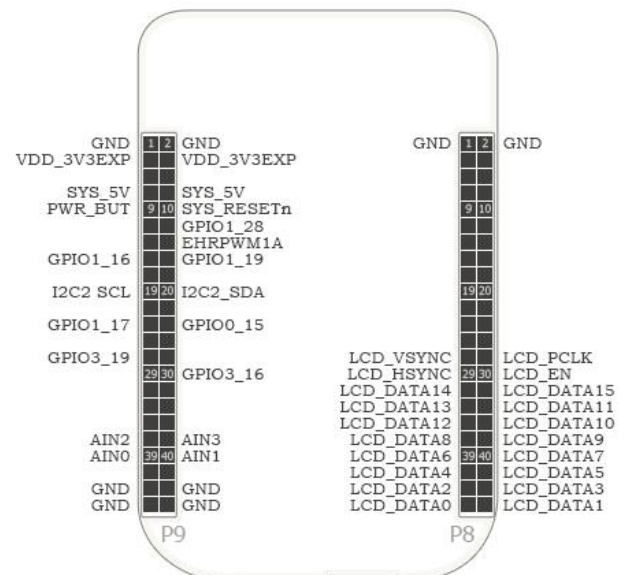 GND 1 2 GND GND 1 2 GND
VDD_3V3EXP VDD_3V3EXP
SYS_5V SYS_5V
PWR_BUT 9 10 SYS_RESETn 9 10
GPIO1_28
EHRPWM1A
GPIO1_16 GPIO1_19
I2C2 SCL 19 20 I2C2_SDA 19 20
GPIO1_17 GPIO0_15
GPIO3_19 LCD_VSYNC LCD_PCLK
29 30 GPIO3_16 LCD_HSYNC 29 30 LCD_EN
LCD_DATA14 LCD_DATA15
LCD_DATA13 LCD_DATA11
LCD_DATA12 LCD_DATA10
AIN2 AIN3 LCD_DATA8 LCD_DATA9
AIN0 39 40 AIN1 LCD_DATA6 39 40 LCD_DATA7
LCD_DATA4 LCD_DATA5
GND GND LCD_DATA2 LCD_DATA3
GND GND LCD_DATA0 LCD_DATA1
P9 P8